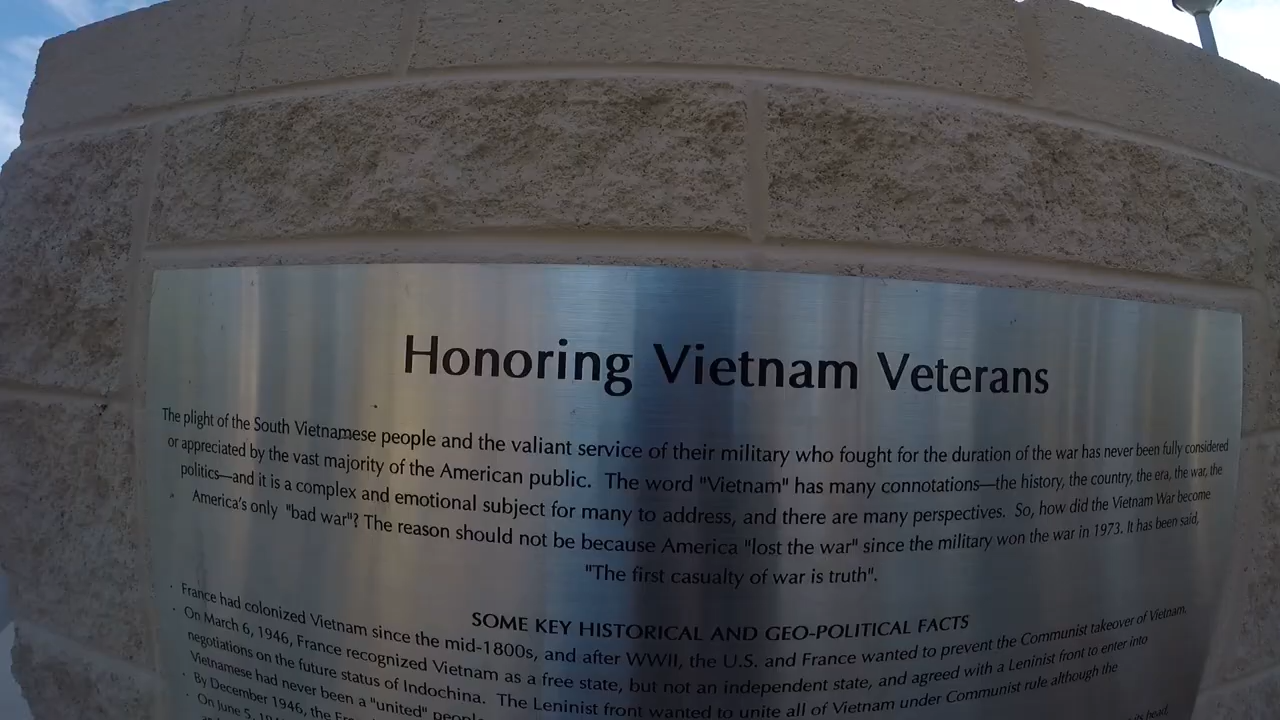 Honoring Vietnam Veterans
The plight of the South Vietnamese people and the valiant service of their military who fought for the duration of the war has never been fully considered
or appreciated by the vast majority of the American public. The word "Vietnam" has many connotations—the history, the country, the era, the war, the
politics—and it is a complex and emotional subject for many to address, and there are many perspectives. So, how did the Vietnam War become
America's only "bad war"? The reason should not be because America "lost the war" since the military won the war in 1973. It has been said,
"The first casualty of war is truth".
SOME KEY HISTORICAL AND GEO-POLITICAL FACTS
· France had colonized Vietnam since the mid-1800s, and after WWII, the U.S. and France wanted to prevent the Communist takeover of Vietnam.
· On March 6, 1946, France recognized Vietnam as a free state, but not an independent state, and agreed with a Leninist front to enter into
negotiations on the future status of Indochina. The Leninist front wanted to unite all of Vietnam under Communist rule although the
Vietnamese had never been a "united"
· By December 1946, the
· On June 5,